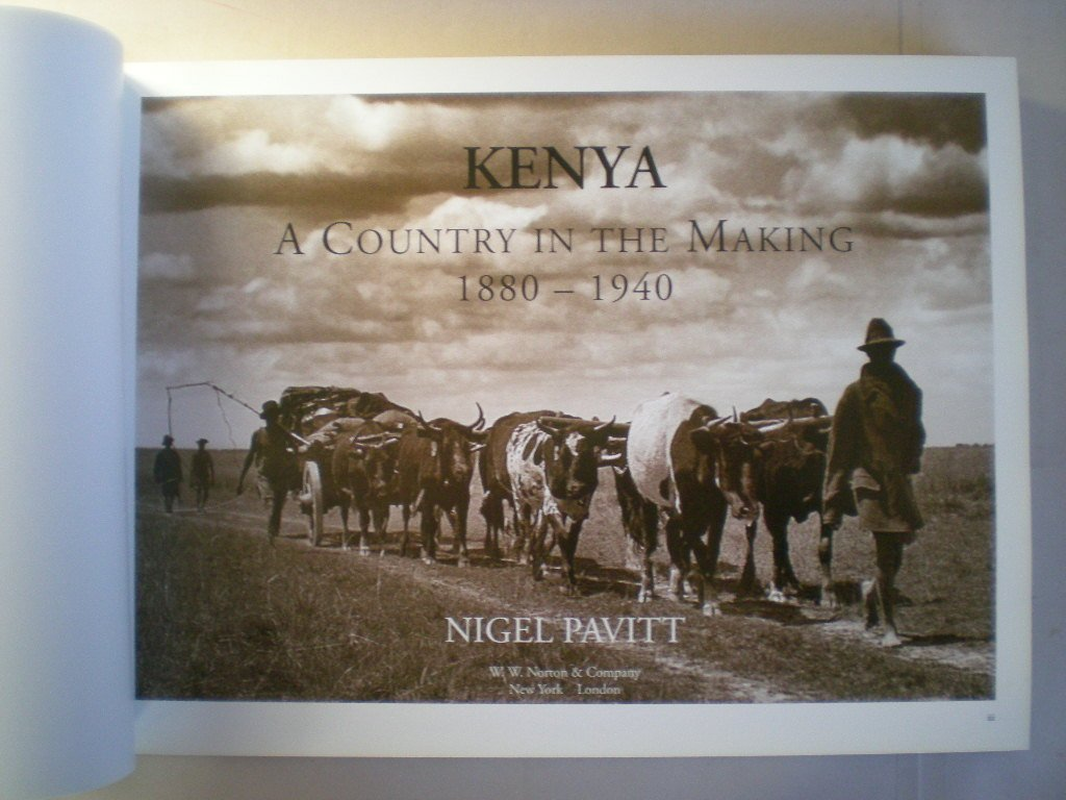 KENYA
A COUNTRY IN THE MAKING
1880 – 1940
NIGEL PAVITT
W. W. Norton & Company
New York London